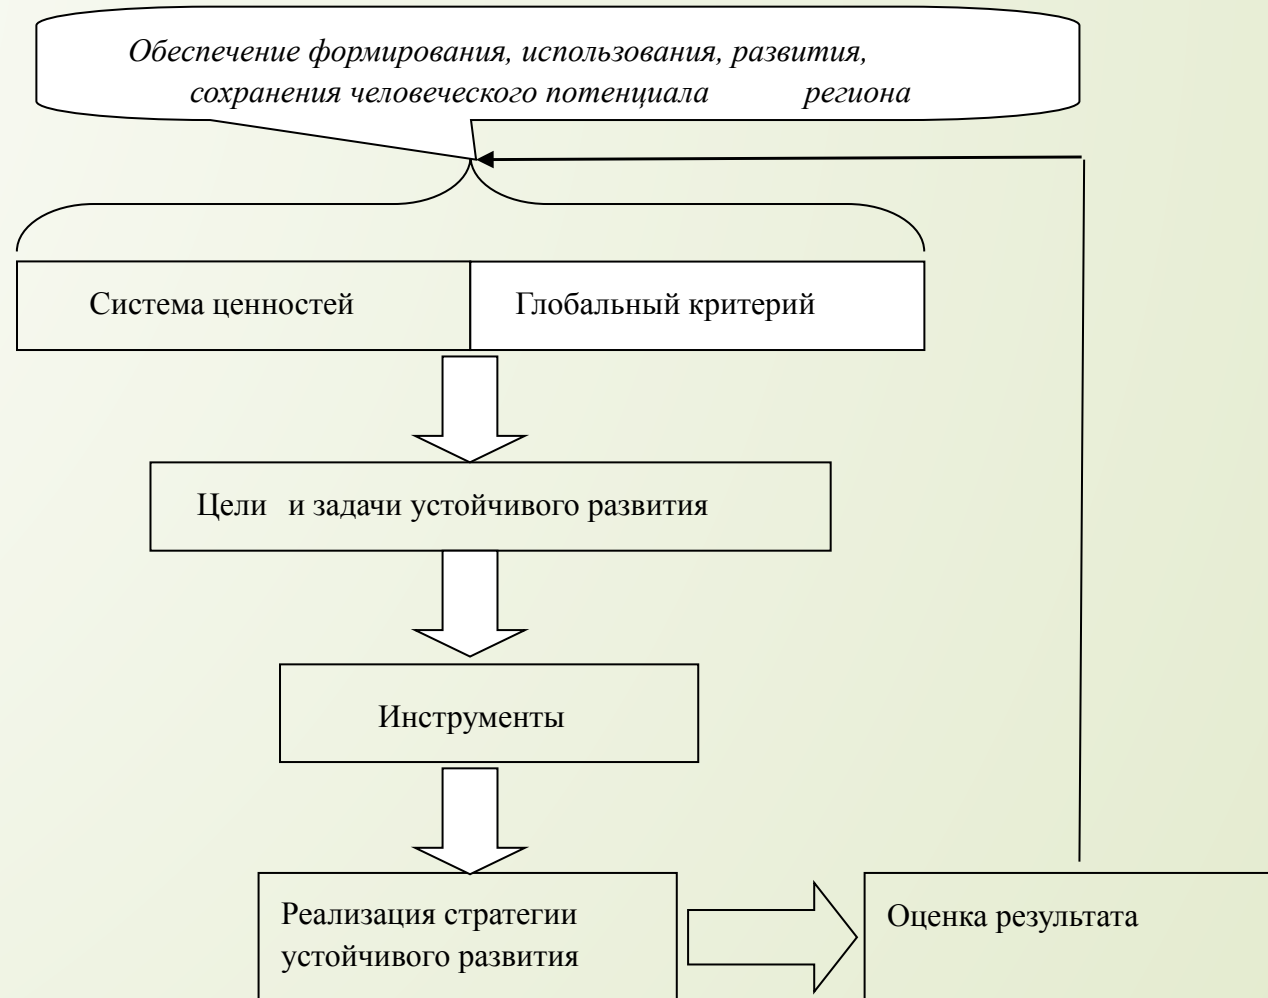 Обеспечение формирования, использования, развития,
сохранения человеческого потенциала региона
Система ценностей
Глобальный критерий
Цели и задачи устойчивого развития
Инструменты
Реализация стратегии
устойчивого развития
Оценка результата